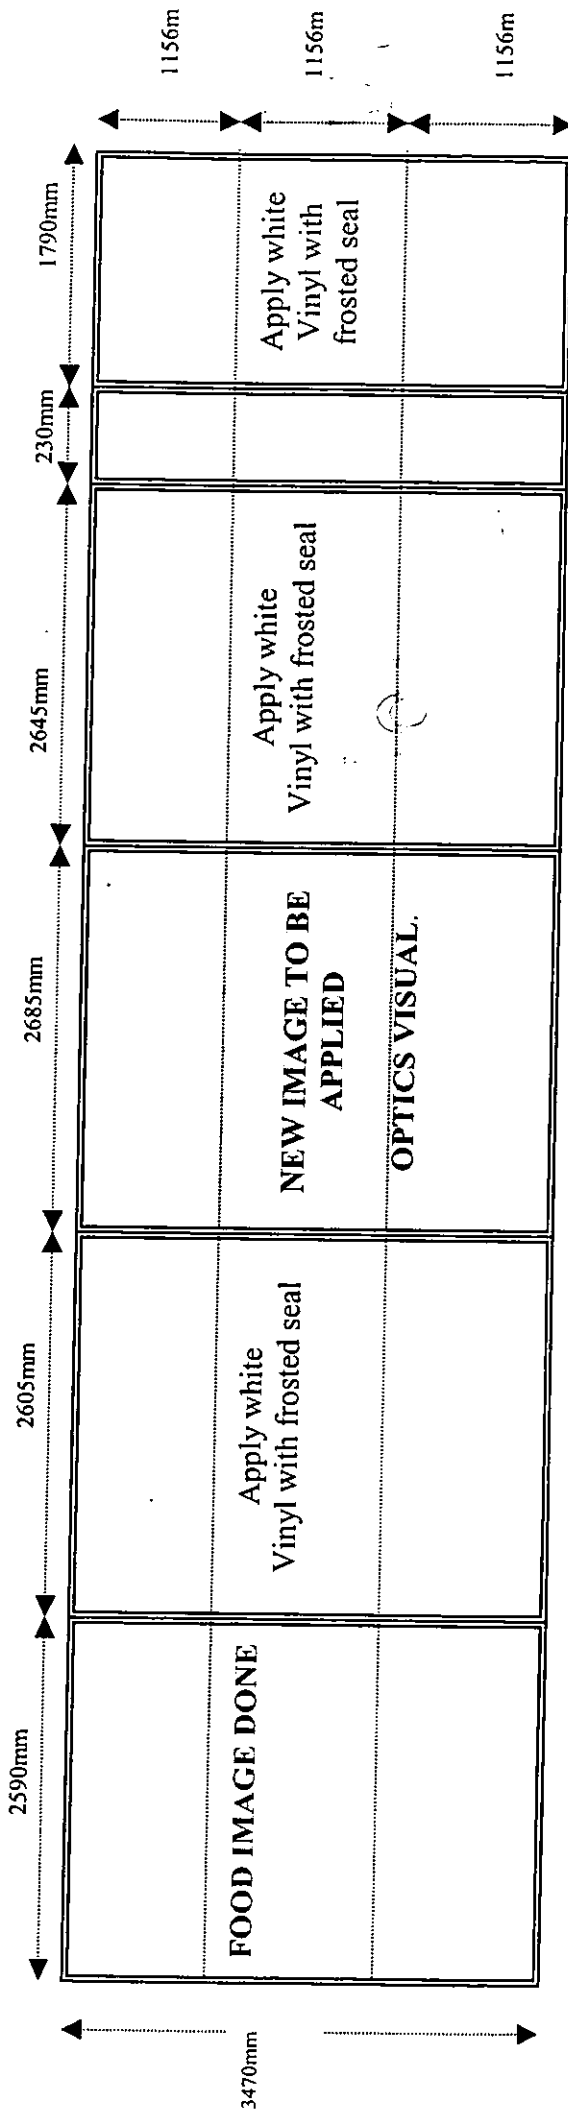 2590mm
2605mm
2685mm
2645mm
230mm
1790mm
3470mm
FOOD IMAGE DONE
Apply white
Vinyl with frosted seal
NEW IMAGE TO BE
APPLIED
OPTICS VISUAL.
Apply white
Vinyl with frosted seal
Apply white
Vinyl with
frosted seal
1156m
1156m
1156m